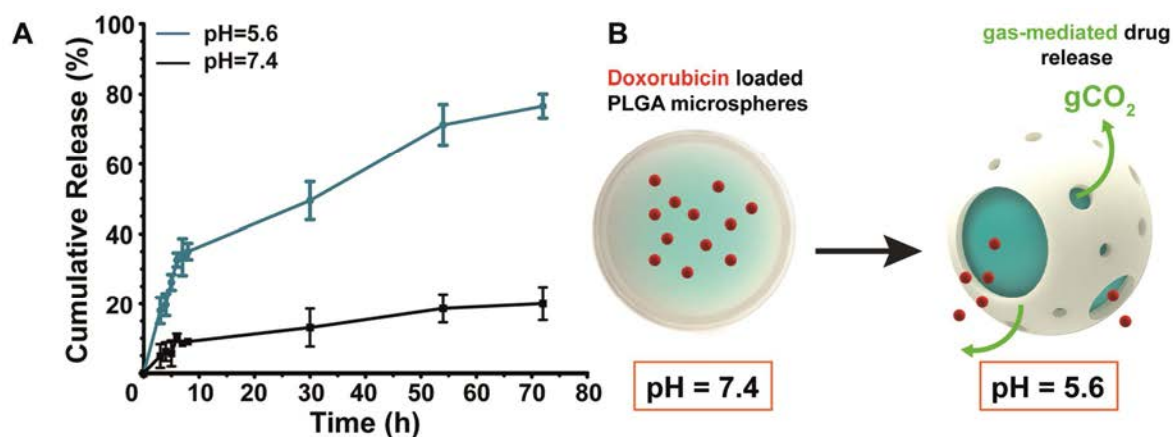 A
pH=5.6
pH=7.4
Cumulative Release (%)
100
80
60
40
20
0
10
20
30
40
50
60
70
80
Time (h)
B
Doxorubicin loaded
PLGA microspheres
pH = 7.4
gas-mediated drug
release
gCO₂
pH = 5.6